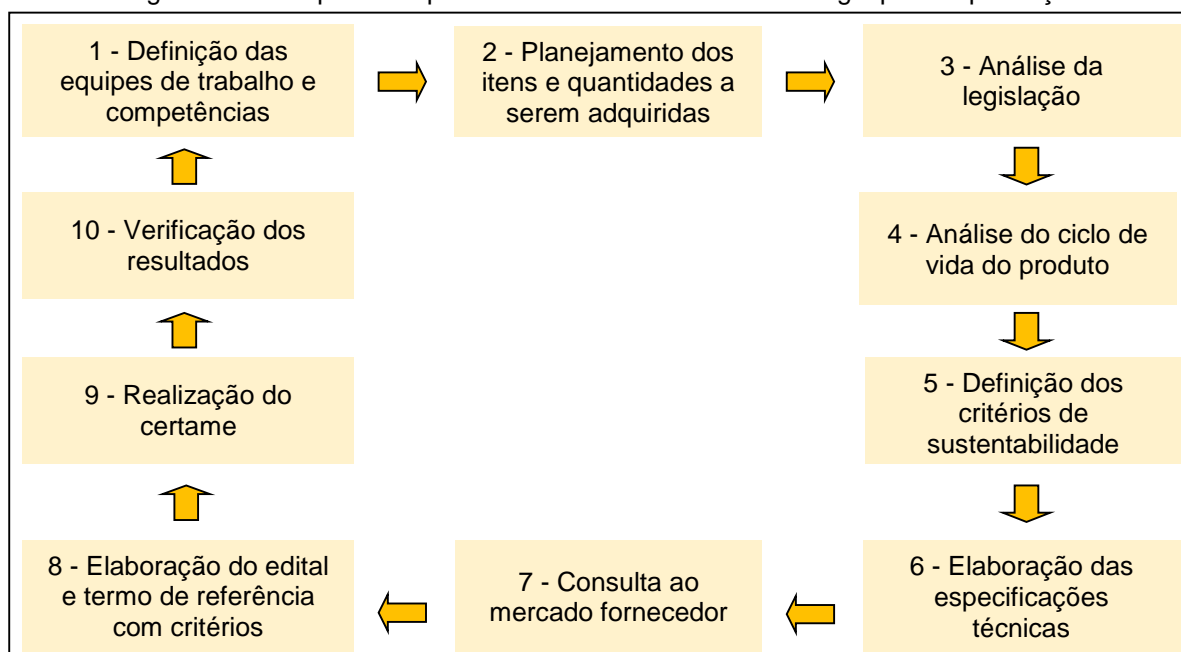 1 - Definição das
equipes de trabalho e
competências
2 - Planejamento dos
itens e quantidades a
serem adquiridas
3 - Análise da
legislação
4 - Análise do ciclo de
vida do produto
5 - Definição dos
critérios de
sustentabilidade
6 - Elaboração das
especificações
técnicas
7 - Consulta ao
mercado fornecedor
8 - Elaboração do edital
e termo de referência
com critérios
9 - Realização do
certame
10 - Verificação dos
resultados